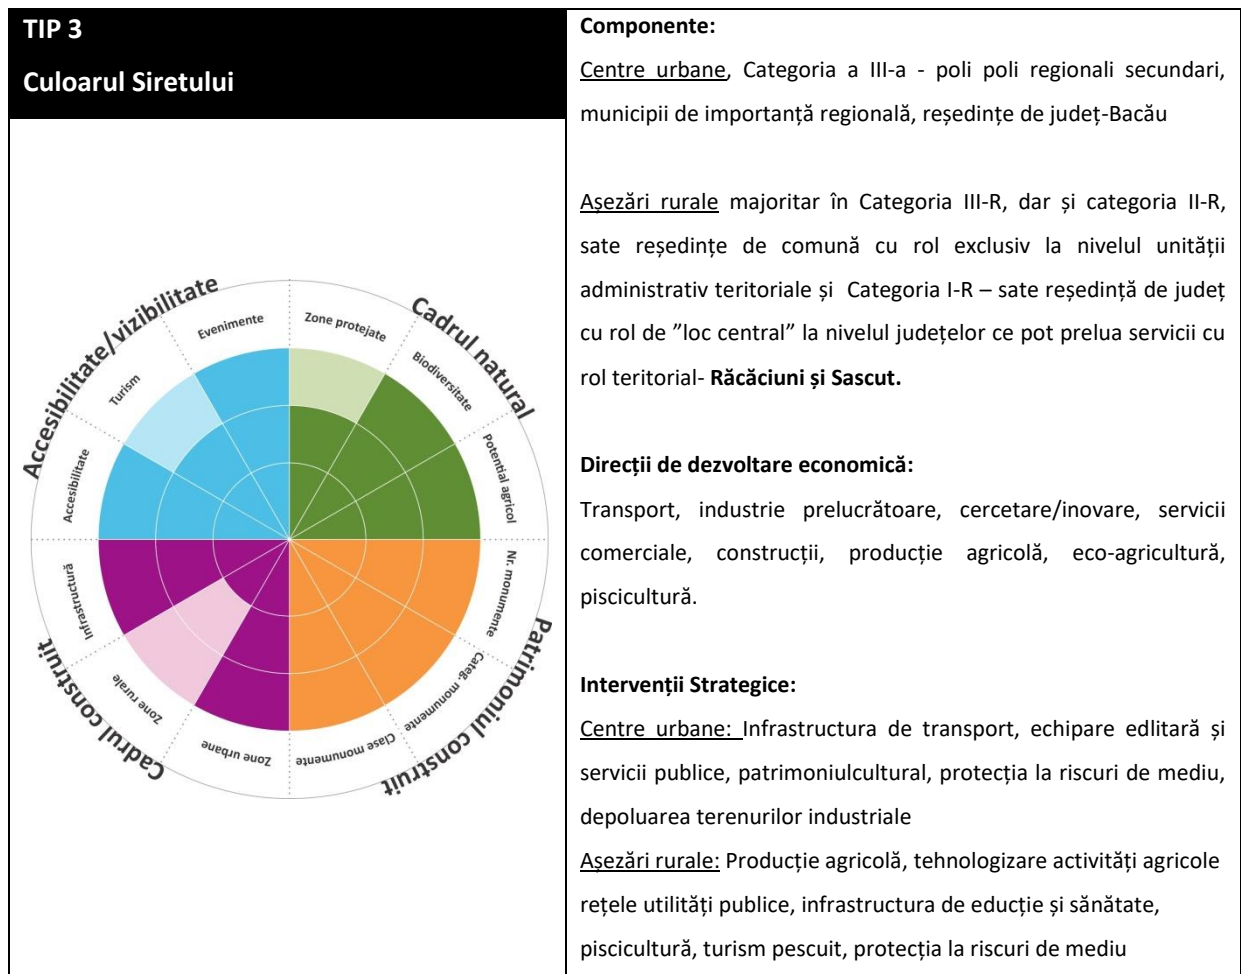 TIP 3
Culoarul Siretului
Accesibilitate/vizibilitate
Cadrul natural
Patrimoniul construit
Cadrul construit
Evenimente
Zone protejate
Biodiversitate
Potential agricol
Nr. monumente
Categ. monumente
Clase monumente
Zone urbane
Zone rurale
Infrastructură
Accesibilitate
Turism
Componente:
Centre urbane, Categoria a III-a - poli poli regionali secundari,
municipii de importanță regională, reședințe de județ-Bacău
Așezări rurale majoritar în Categoria III-R, dar și categoria II-R,
sate reședințe de comună cu rol exclusiv la nivelul unității
administrativ teritoriale și Categoria I-R – sate reședință de județ
cu rol de ”loc central” la nivelul județelor ce pot prelua servicii cu
rol teritorial- Răcăciuni și Sascut.
Direcții de dezvoltare economică:
Transport, industrie prelucrătoare, cercetare/inovare, servicii
comerciale, construcții, producție agricolă, eco-agricultură,
piscicultură.
Intervenții Strategice:
Centre urbane: Infrastructura de transport, echipare edlitară și
servicii publice, patrimoniulcultural, protecția la riscuri de mediu,
depoluarea terenurilor industriale
Așezări rurale: Producție agricolă, tehnologizare activități agricole
rețele utilități publice, infrastructura de educție și sănătate,
piscicultură, turism pescuit, protecția la riscuri de mediu